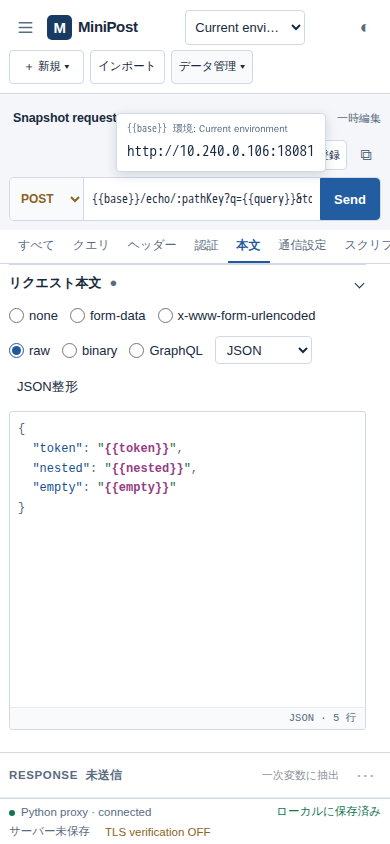 M MiniPost Current envi…
＋ 新規 ▾ インポート データ管理 ▾
Snapshot request 一時編集
{{base}} 環境: Current environment
http://10.240.0.106:18081
POST {{base}}/echo/:pathKey?q={{query}}&tc Send
すべて クエリ ヘッダー 認証 本文 通信設定 スクリプ
リクエスト本文 ●
none form-data x-www-form-urlencoded
raw binary GraphQL JSON
JSON整形
{
"token": "{{token}}",
"nested": "{{nested}}",
"empty": "{{empty}}"
}
JSON · 5 行
RESPONSE 未送信 一次変数に抽出 ···
Python proxy · connected ローカルに保存済み
サーバー未保存 TLS verification OFF